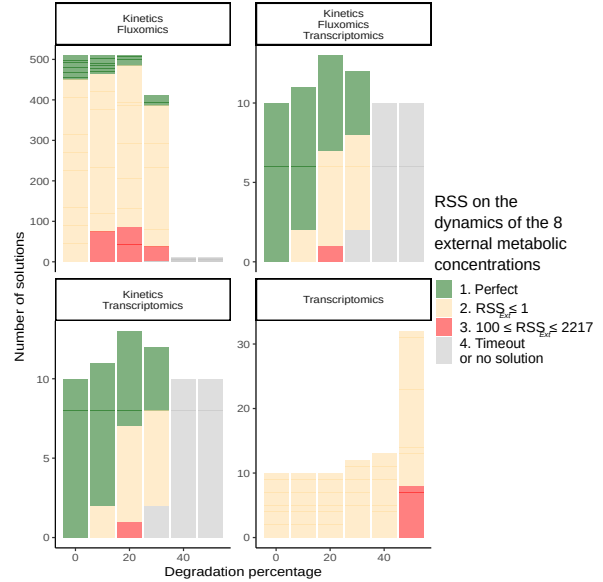 Kinetics
Fluxomics
Kinetics
Fluxomics
Transcriptomics
500
400
300
200
100
0
10
5
0
Kinetics
Transcriptomics
Transcriptomics
10
5
0
30
20
10
0
0
20
40
0
20
40
Number of solutions
Degradation percentage
RSS on the
dynamics of the 8
external metabolic
concentrations
1. Perfect
2. RSS_Ext ≤ 1
3. 100 ≤ RSS_Ext ≤ 2217
4. Timeout
or no solution